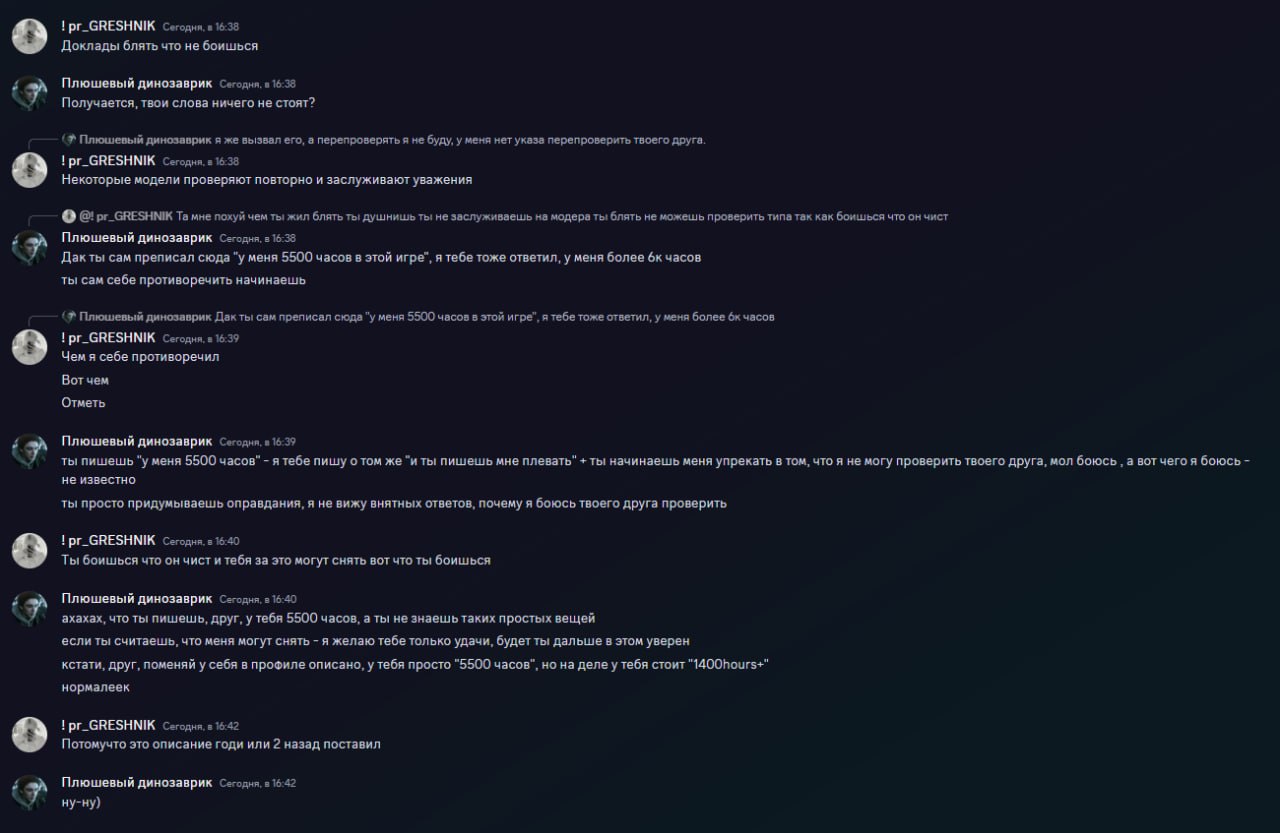 ! pr_GRESHNIK Сегодня, в 16:38
Доклады блять что не боишься
Плюшевый динозаврик Сегодня, в 16:38
Получается, твои слова ничего не стоят?
Плюшевый динозаврик я же вызвал его, а перепроверять я не буду, у меня нет указа перепроверить твоего друга.
! pr_GRESHNIK Сегодня, в 16:38
Некоторые модели проверяют повторно и заслуживают уважения
@! pr_GRESHNIK Та мне похуй чем ты жил блять ты душнишь ты не заслуживаешь на модера ты блять не можешь проверить типа так как боишься что он чист
Плюшевый динозаврик Сегодня, в 16:38
Дак ты сам преписал сюда "у меня 5500 часов в этой игре", я тебе тоже ответил, у меня более 6к часов
ты сам себе противоречить начинаешь
Плюшевый динозаврик Дак ты сам преписал сюда "у меня 5500 часов в этой игре", я тебе тоже ответил, у меня более 6к часов
! pr_GRESHNIK Сегодня, в 16:39
Чем я себе противоречил
Вот чем
Отметь
Плюшевый динозаврик Сегодня, в 16:39
ты пишешь "у меня 5500 часов" - я тебе пишу о том же "и ты пишешь мне плевать" + ты начинаешь меня упрекать в том, что я не могу проверить твоего друга, мол боюсь , а вот чего я боюсь -
не известно
ты просто придумываешь оправдания, я не вижу внятных ответов, почему я боюсь твоего друга проверить
! pr_GRESHNIK Сегодня, в 16:40
Ты боишься что он чист и тебя за это могут снять вот что ты боишься
Плюшевый динозаврик Сегодня, в 16:40
ахахах, что ты пишешь, друг, у тебя 5500 часов, а ты не знаешь таких простых вещей
если ты считаешь, что меня могут снять - я желаю тебе только удачи, будет ты дальше в этом уверен
кстати, друг, поменяй у себя в профиле описано, у тебя просто "5500 часов", но на деле у тебя стоит "1400hours+"
нормалеек
! pr_GRESHNIK Сегодня, в 16:42
Потомучто это описание годи или 2 назад поставил
Плюшевый динозаврик Сегодня, в 16:42
ну-ну)